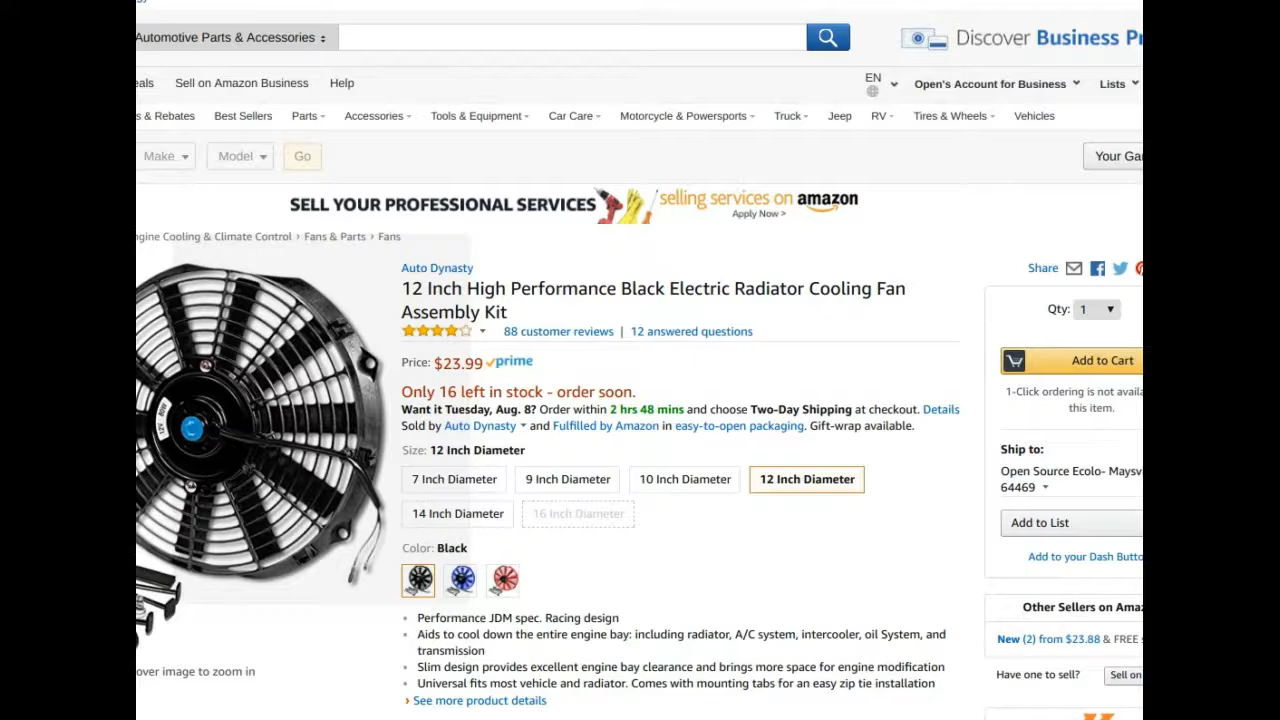 Automotive Parts & Accessories
Discover Business Pr
eals Sell on Amazon Business Help
EN Open's Account for Business Lists
s & Rebates Best Sellers Parts Accessories Tools & Equipment Car Care Motorcycle & Powersports Truck Jeep RV Tires & Wheels Vehicles
Make Model Go Your Gar
SELL YOUR PROFESSIONAL SERVICES selling services on amazon
Apply Now >
ngine Cooling & Climate Control › Fans & Parts › Fans
Auto Dynasty
Share
12 Inch High Performance Black Electric Radiator Cooling Fan
Assembly Kit
88 customer reviews | 12 answered questions
Price: $23.99 prime
Only 16 left in stock - order soon.
Want it Tuesday, Aug. 8? Order within 2 hrs 48 mins and choose Two-Day Shipping at checkout. Details
Sold by Auto Dynasty and Fulfilled by Amazon in easy-to-open packaging. Gift-wrap available.
Size: 12 Inch Diameter
7 Inch Diameter 9 Inch Diameter 10 Inch Diameter 12 Inch Diameter
14 Inch Diameter 16 Inch Diameter
Color: Black
Performance JDM spec. Racing design
Aids to cool down the entire engine bay: including radiator, A/C system, intercooler, oil System, and
transmission
Slim design provides excellent engine bay clearance and brings more space for engine modification
Universal fits most vehicle and radiator. Comes with mounting tabs for an easy zip tie installation
› See more product details
12V 80W
over image to zoom in
Qty: 1
Add to Cart
1-Click ordering is not availa
this item.
Ship to:
Open Source Ecolo- Maysv
64469
Add to List
Add to your Dash Butto
Other Sellers on Amaz
New (2) from $23.88 & FREE
Have one to sell? Sell on